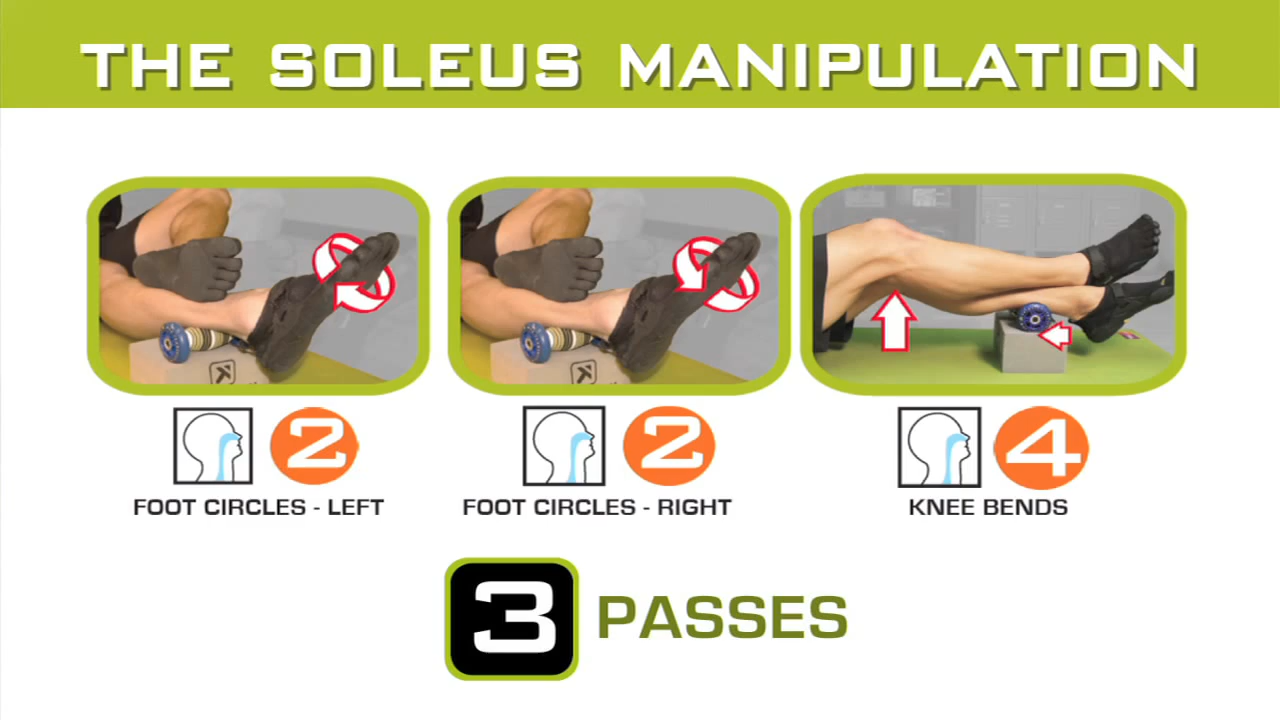 THE SOLEUS MANIPULATION
2
2
4
FOOT CIRCLES - LEFT
FOOT CIRCLES - RIGHT
KNEE BENDS
3 PASSES